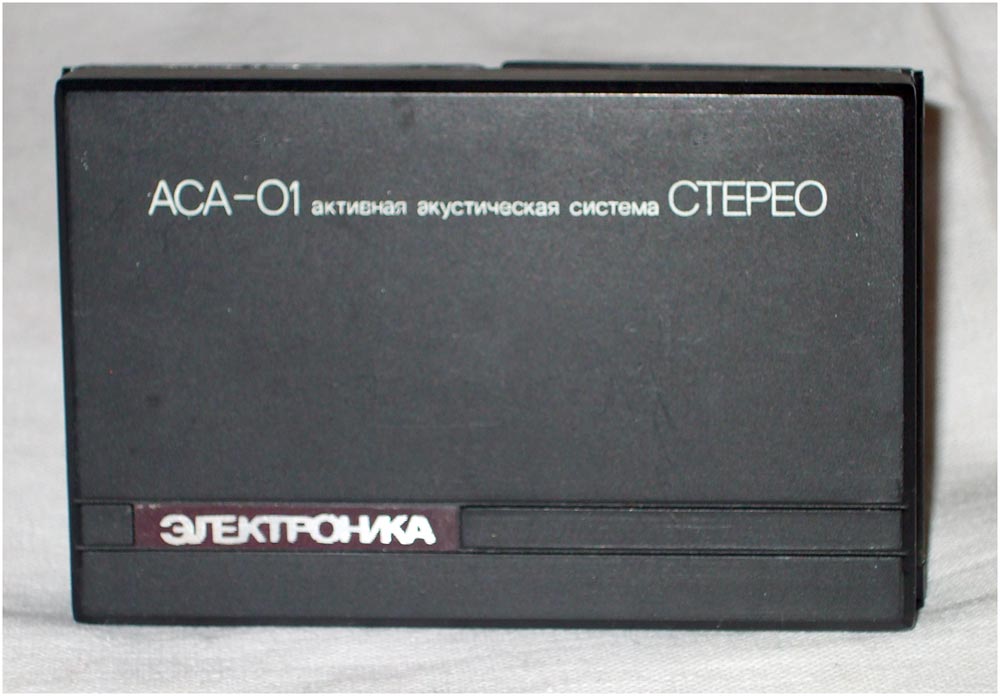 АСА-01 активная акустическая система СТЕРЕО
ЭЛЕКТРОНИКА